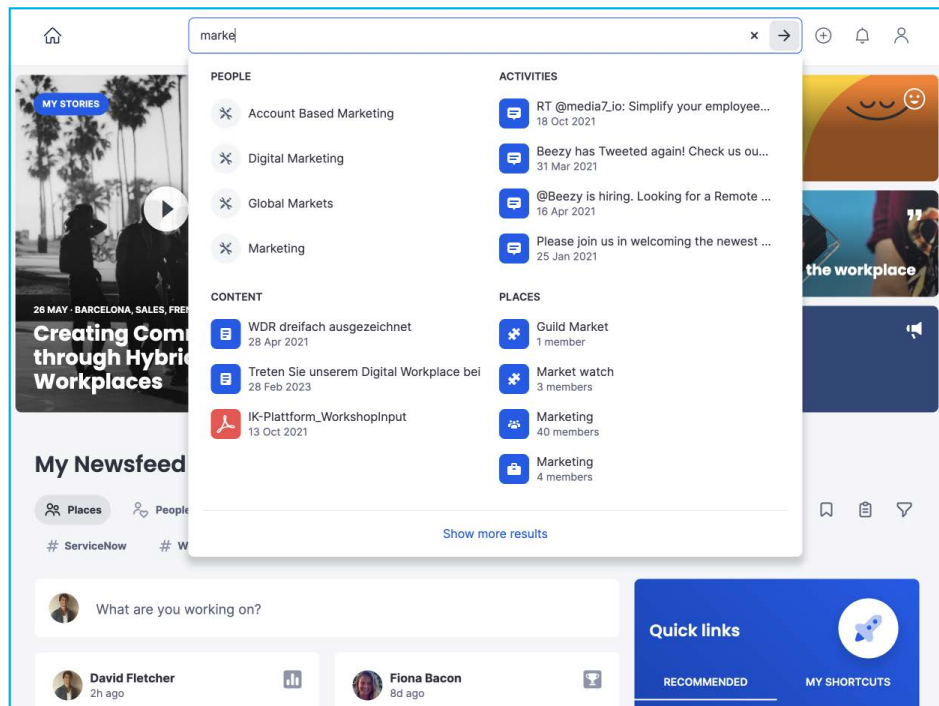 marke
PEOPLE
Account Based Marketing
Digital Marketing
Global Markets
Marketing
ACTIVITIES
RT @media7_io: Simplify your employee...
18 Oct 2021
Beezy has Tweeted again! Check us ou...
31 Mar 2021
@Beezy is hiring. Looking for a Remote ...
16 Apr 2021
Please join us in welcoming the newest ...
25 Jan 2021
CONTENT
WDR dreifach ausgezeichnet
28 Apr 2021
Treten Sie unserem Digital Workplace bei
28 Feb 2023
IK-Plattform_WorkshopInput
13 Oct 2021
PLACES
Guild Market
1 member
Market watch
3 members
Marketing
40 members
Marketing
4 members
Show more results
MY STORIES
26 MAY · BARCELONA, SALES, FREN
Creating Com
through Hybri
Workplaces
the workplace
My Newsfeed
Places
People
# ServiceNow
# W
What are you working on?
David Fletcher
2h ago
Fiona Bacon
8d ago
Quick links
RECOMMENDED
MY SHORTCUTS